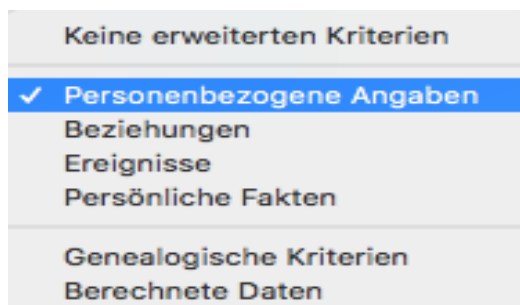 Keine erweiterten Kriterien
✓ Personenbezogene Angaben
Beziehungen
Ereignisse
Persönliche Fakten
Genealogische Kriterien
Berechnete Daten